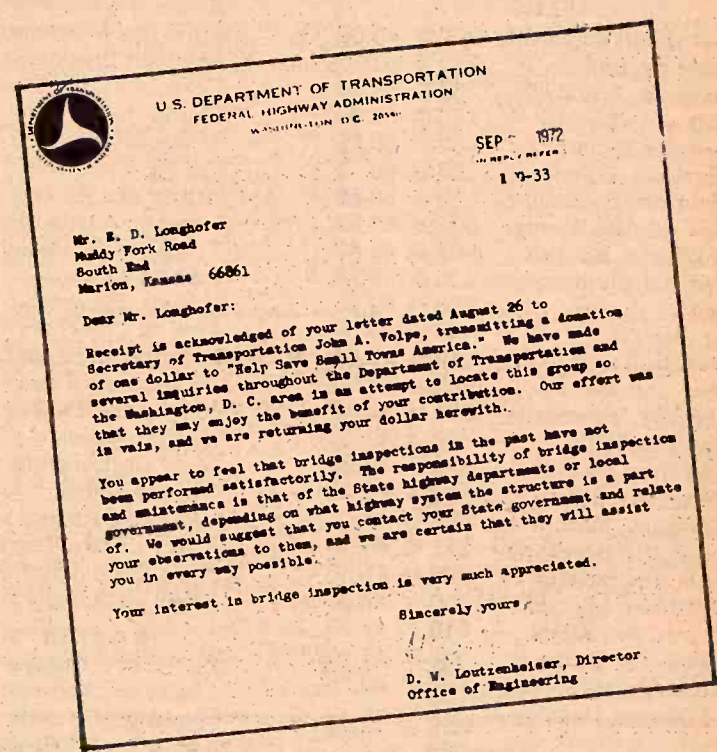 U.S. DEPARTMENT OF TRANSPORTATION
FEDERAL HIGHWAY ADMINISTRATION
WASHINGTON D.C.
SEP 1972
IN REPLY REFER
-33
Mr. E. D. Longhofer
Muddy Fork Road
South End
Marion, Kansas 66861
Dear Mr. Longhofer:
Receipt is acknowledged of your letter dated August 26 to
Secretary of Transportation John A. Volpe, transmitting a donation
of one dollar to "Help Save Small Towns America." We have made
several inquiries throughout the Department of Transportation and
the Washington, D. C. area in an attempt to locate this group so
that they may enjoy the benefit of your contribution. Our effort was
in vain, and we are returning your dollar herewith.
You appear to feel that bridge inspections in the past have not
been performed satisfactorily. The responsibility of bridge inspection
and maintenance is that of the State highway departments or local
government, depending on what highway system the structure is a part
of. We would suggest that you contact your State government and relate
your observations to them, and we are certain that they will assist
you in every way possible.
Your interest in bridge inspection is very much appreciated.
Sincerely yours,
D. W. Loutzenheiser, Director
Office of Engineering